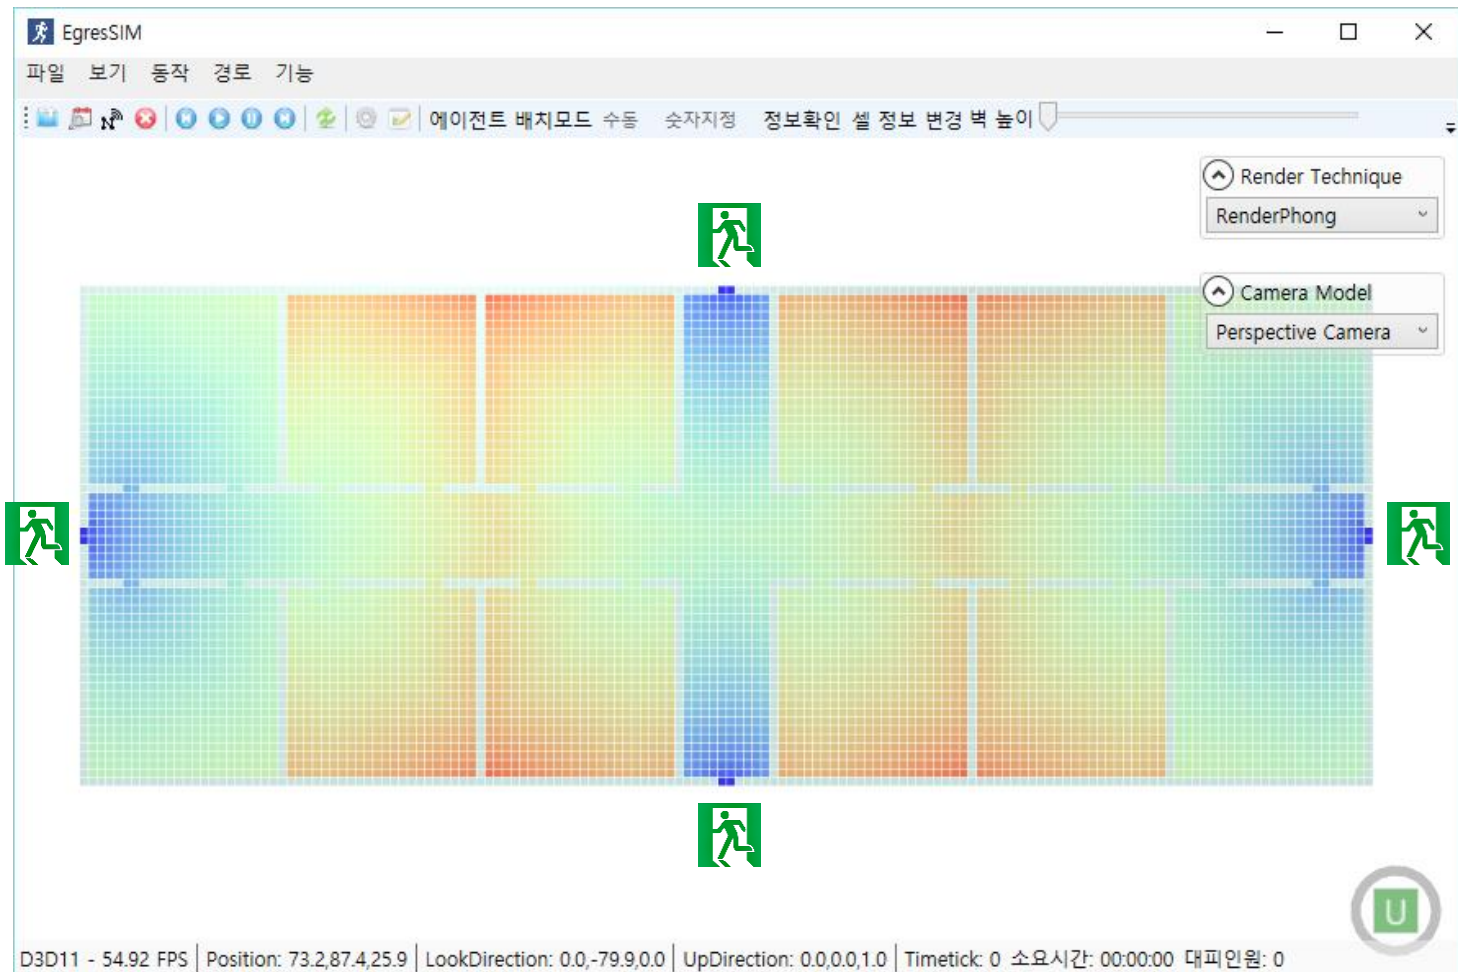 EgresSIM
파일 보기 동작 경로 기능
에이전트 배치모드 수동 숫자지정 정보확인 셀 정보 변경 벽 높이
Render Technique
RenderPhong
Camera Model
Perspective Camera
U
D3D11 - 54.92 FPS Position: 73.2,87.4,25.9 LookDirection: 0.0,-79.9,0.0 UpDirection: 0.0,0.0,1.0 Timetick: 0 소요시간: 00:00:00 대피인원: 0